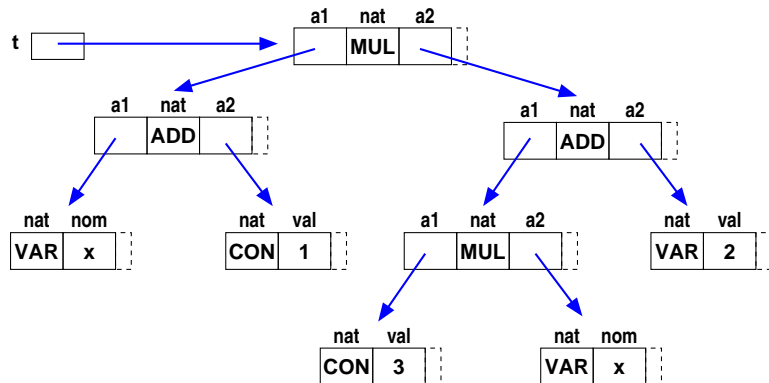 a1 nat a2
t MUL
a1 nat a2 a1 nat a2
ADD ADD
nat nom nat val a1 nat a2 nat val
VAR x CON 1 MUL VAR 2
nat val nat nom
CON 3 VAR x